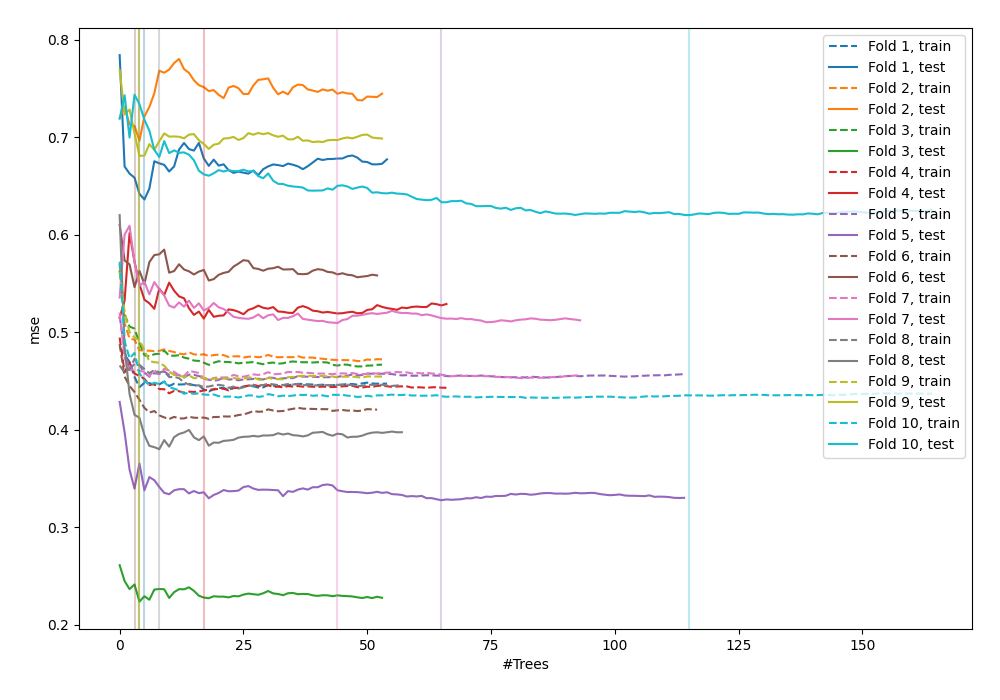 0.8
0.7
0.6
0.5
0.4
0.3
0.2
mse
0
25
50
75
100
125
150
#Trees
Fold 1, train
Fold 1, test
Fold 2, train
Fold 2, test
Fold 3, train
Fold 3, test
Fold 4, train
Fold 4, test
Fold 5, train
Fold 5, test
Fold 6, train
Fold 6, test
Fold 7, train
Fold 7, test
Fold 8, train
Fold 8, test
Fold 9, train
Fold 9, test
Fold 10, train
Fold 10, test